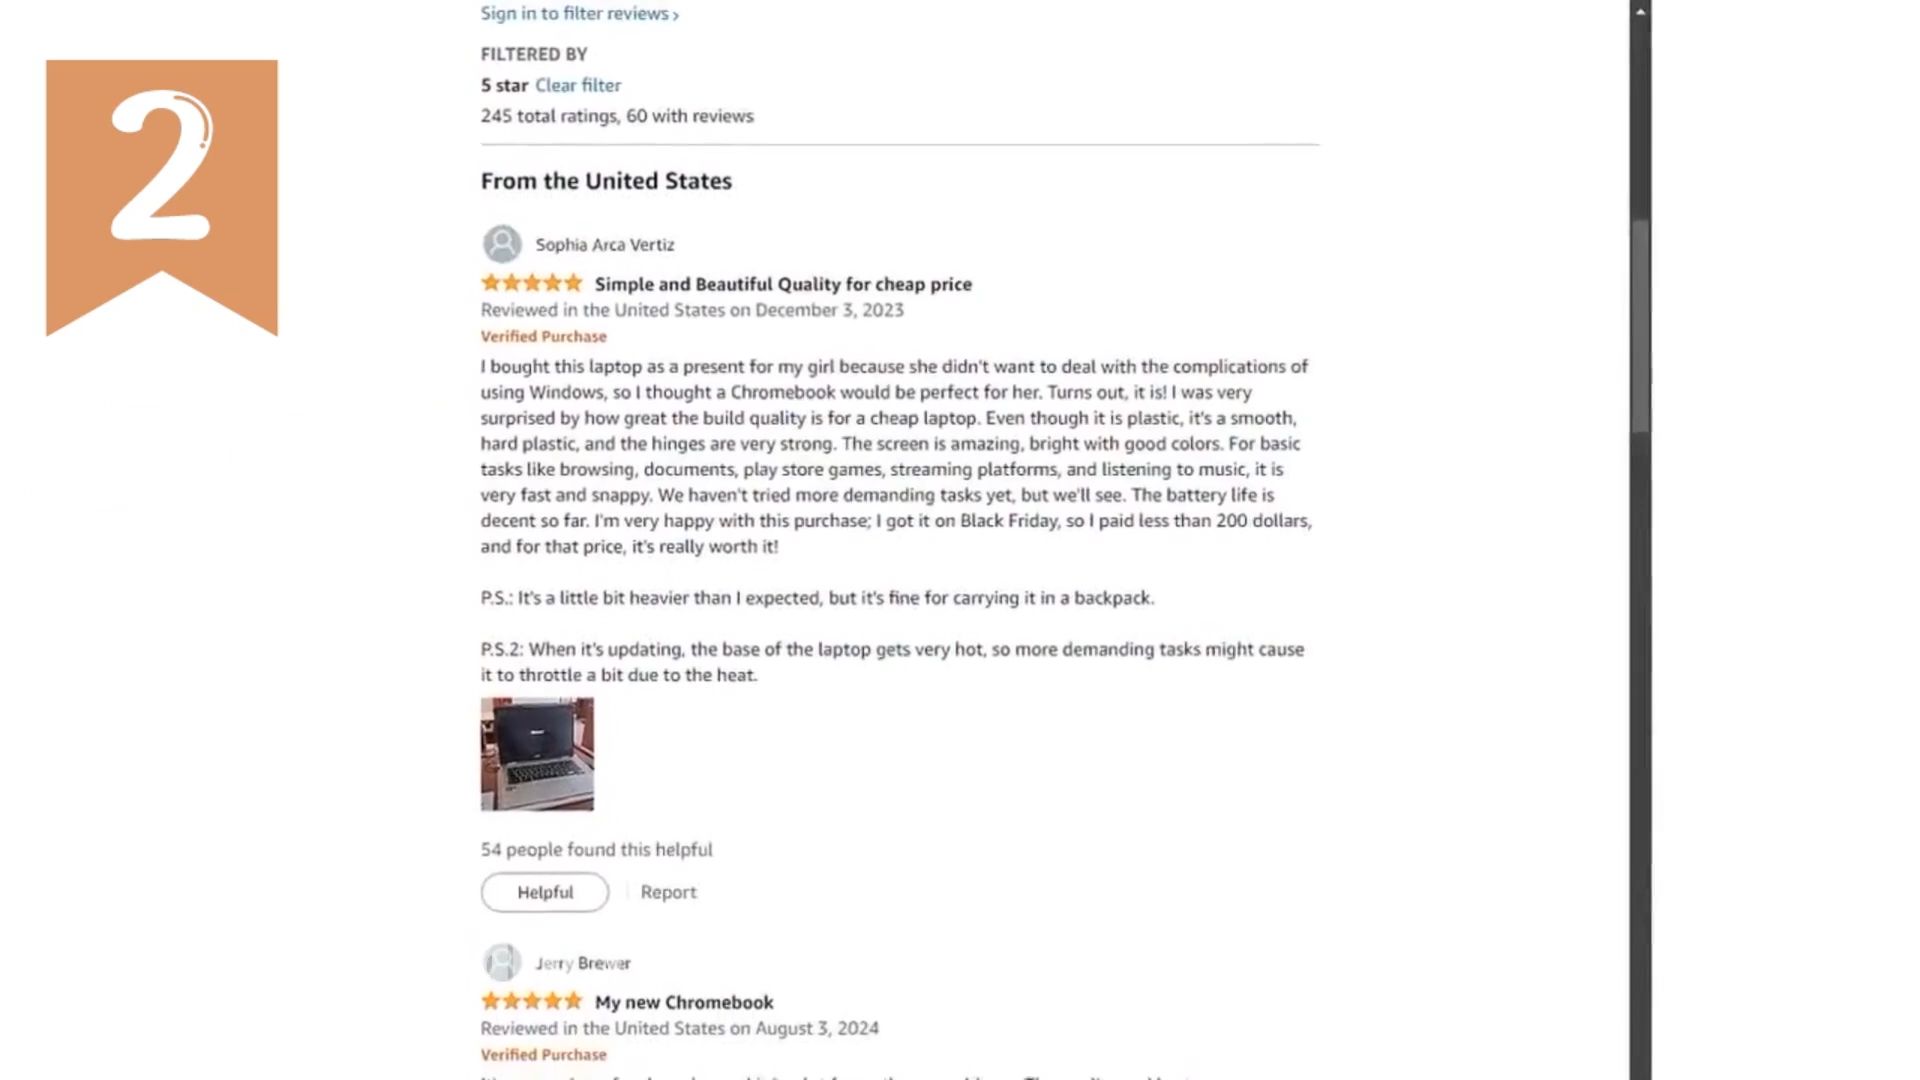 Sign in to filter reviews ›
2
FILTERED BY
5 star Clear filter
245 total ratings, 60 with reviews
From the United States
Sophia Arca Vertiz
Simple and Beautiful Quality for cheap price
Reviewed in the United States on December 3, 2023
Verified Purchase
I bought this laptop as a present for my girl because she didn't want to deal with the complications of
using Windows, so I thought a Chromebook would be perfect for her. Turns out, it is! I was very
surprised by how great the build quality is for a cheap laptop. Even though it is plastic, it's a smooth,
hard plastic, and the hinges are very strong. The screen is amazing, bright with good colors. For basic
tasks like browsing, documents, play store games, streaming platforms, and listening to music, it is
very fast and snappy. We haven't tried more demanding tasks yet, but we'll see. The battery life is
decent so far. I'm very happy with this purchase; I got it on Black Friday, so I paid less than 200 dollars,
and for that price, it's really worth it!
P.S.: It's a little bit heavier than I expected, but it's fine for carrying it in a backpack.
P.S.2: When it's updating, the base of the laptop gets very hot, so more demanding tasks might cause
it to throttle a bit due to the heat.
54 people found this helpful
Helpful
Report
Jerry Brewer
My new Chromebook
Reviewed in the United States on August 3, 2024
Verified Purchase